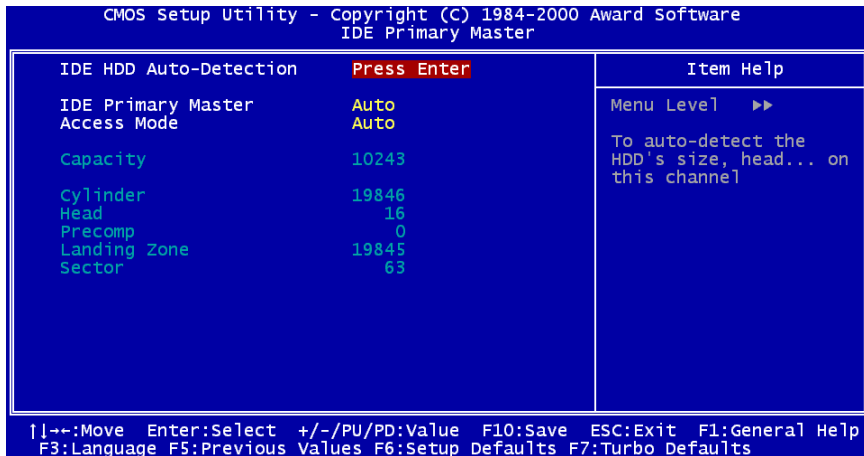 CMOS Setup Utility - Copyright (C) 1984-2000 Award Software
IDE Primary Master
IDE HDD Auto-Detection Press Enter
IDE Primary Master Auto
Access Mode Auto
Capacity 10243
Cylinder 19846
Head 16
Precomp 0
Landing Zone 19845
Sector 63
Item Help
Menu Level ▸▸
To auto-detect the
HDD's size, head... on
this channel
↑↓→←:Move Enter:Select +/-/PU/PD:Value F10:Save ESC:Exit F1:General Help
F3:Language F5:Previous Values F6:Setup Defaults F7:Turbo Defaults